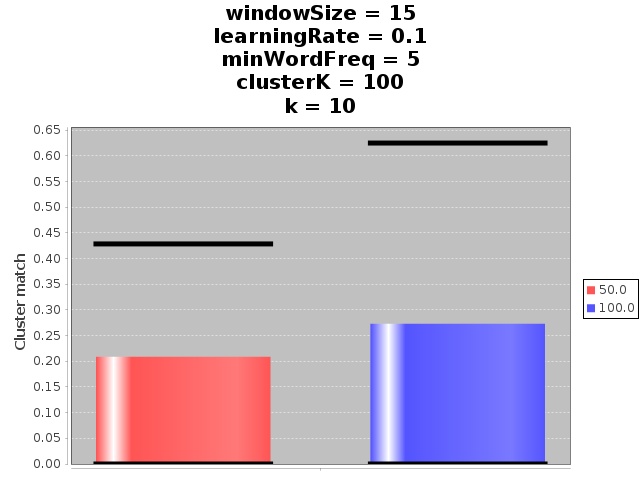 windowSize = 15
learningRate = 0.1
minWordFreq = 5
clusterK = 100
k = 10
0.65
0.60
0.55
0.50
0.45
0.40
0.35
0.30
0.25
0.20
0.15
0.10
0.05
0.00
Cluster match
50.0
100.0